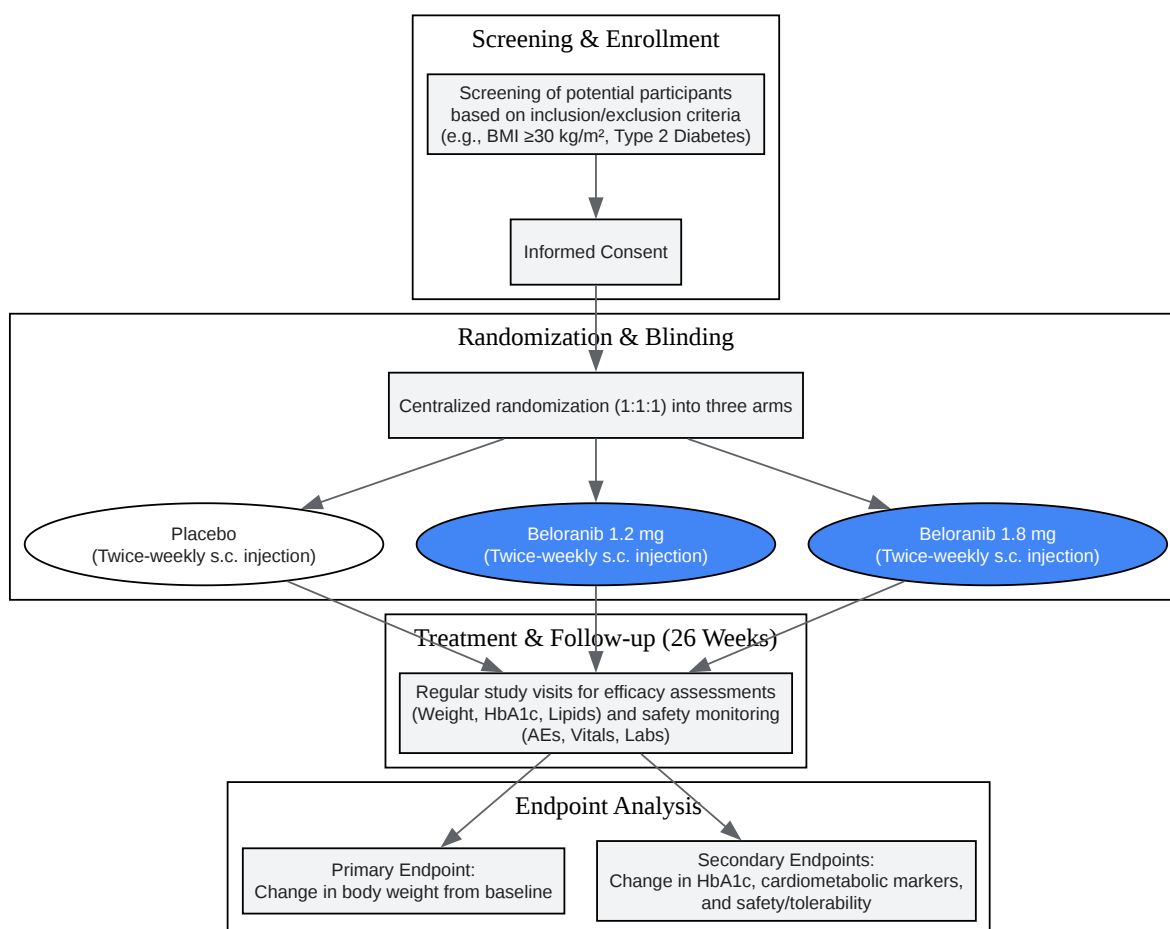 Screening & Enrollment
Screening of potential participants
based on inclusion/exclusion criteria
(e.g., BMI ≥30 kg/m², Type 2 Diabetes)
Informed Consent
Randomization & Blinding
Centralized randomization (1:1:1) into three arms
Placebo
(Twice-weekly s.c. injection)
Beloranib 1.2 mg
(Twice-weekly s.c. injection)
Beloranib 1.8 mg
(Twice-weekly s.c. injection)
Treatment & Follow-up (26 Weeks)
Regular study visits for efficacy assessments
(Weight, HbA1c, Lipids) and safety monitoring
(AEs, Vitals, Labs)
Endpoint Analysis
Primary Endpoint:
Change in body weight from baseline
Secondary Endpoints:
Change in HbA1c, cardiometabolic markers,
and safety/tolerability